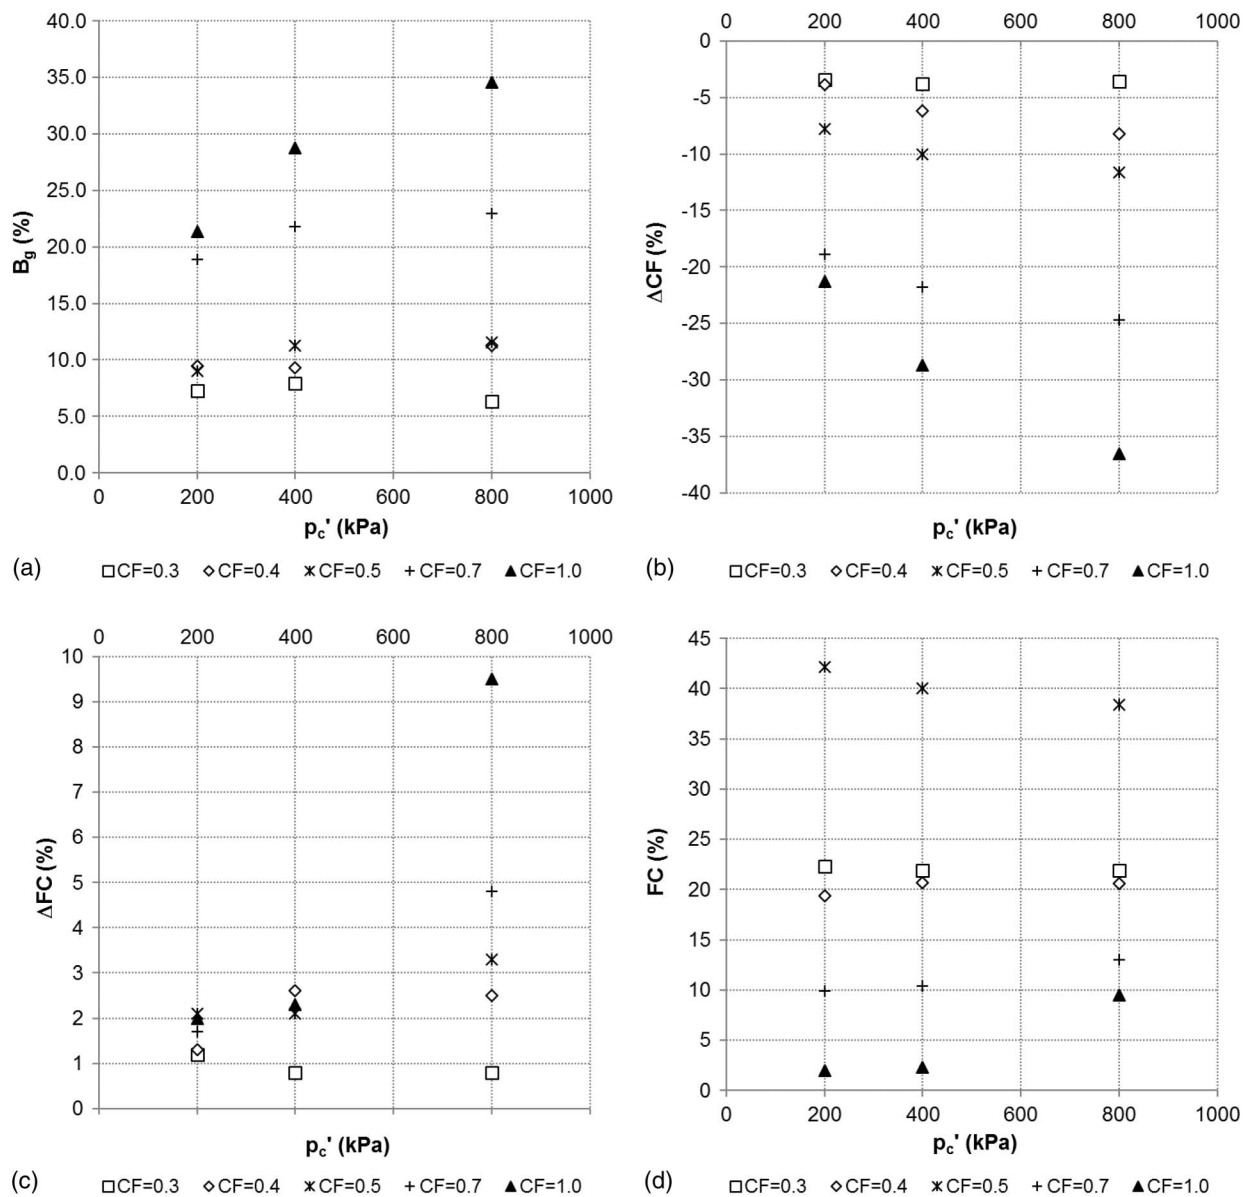 40.0
35.0
30.0
25.0
20.0
15.0
10.0
5.0
0.0
B_g (%)
0 200 400 600 800 1000
p_c' (kPa)
(a) □CF=0.3 ◇CF=0.4 ж CF=0.5 +CF=0.7 ▲CF=1.0
0 200 400 600 800 1000
0
-5
-10
-15
-20
-25
-30
-35
-40
ΔCF (%)
p_c' (kPa)
(b) □CF=0.3 ◇CF=0.4 ж CF=0.5 +CF=0.7 ▲CF=1.0
0 200 400 600 800 1000
10
9
8
7
6
5
4
3
2
1
0
ΔFC (%)
p_c' (kPa)
(c) □CF=0.3 ◇CF=0.4 ж CF=0.5 +CF=0.7 ▲CF=1.0
45
40
35
30
25
20
15
10
5
0
FC (%)
0 200 400 600 800 1000
p_c' (kPa)
(d) □CF=0.3 ◇CF=0.4 ж CF=0.5 +CF=0.7 ▲CF=1.0